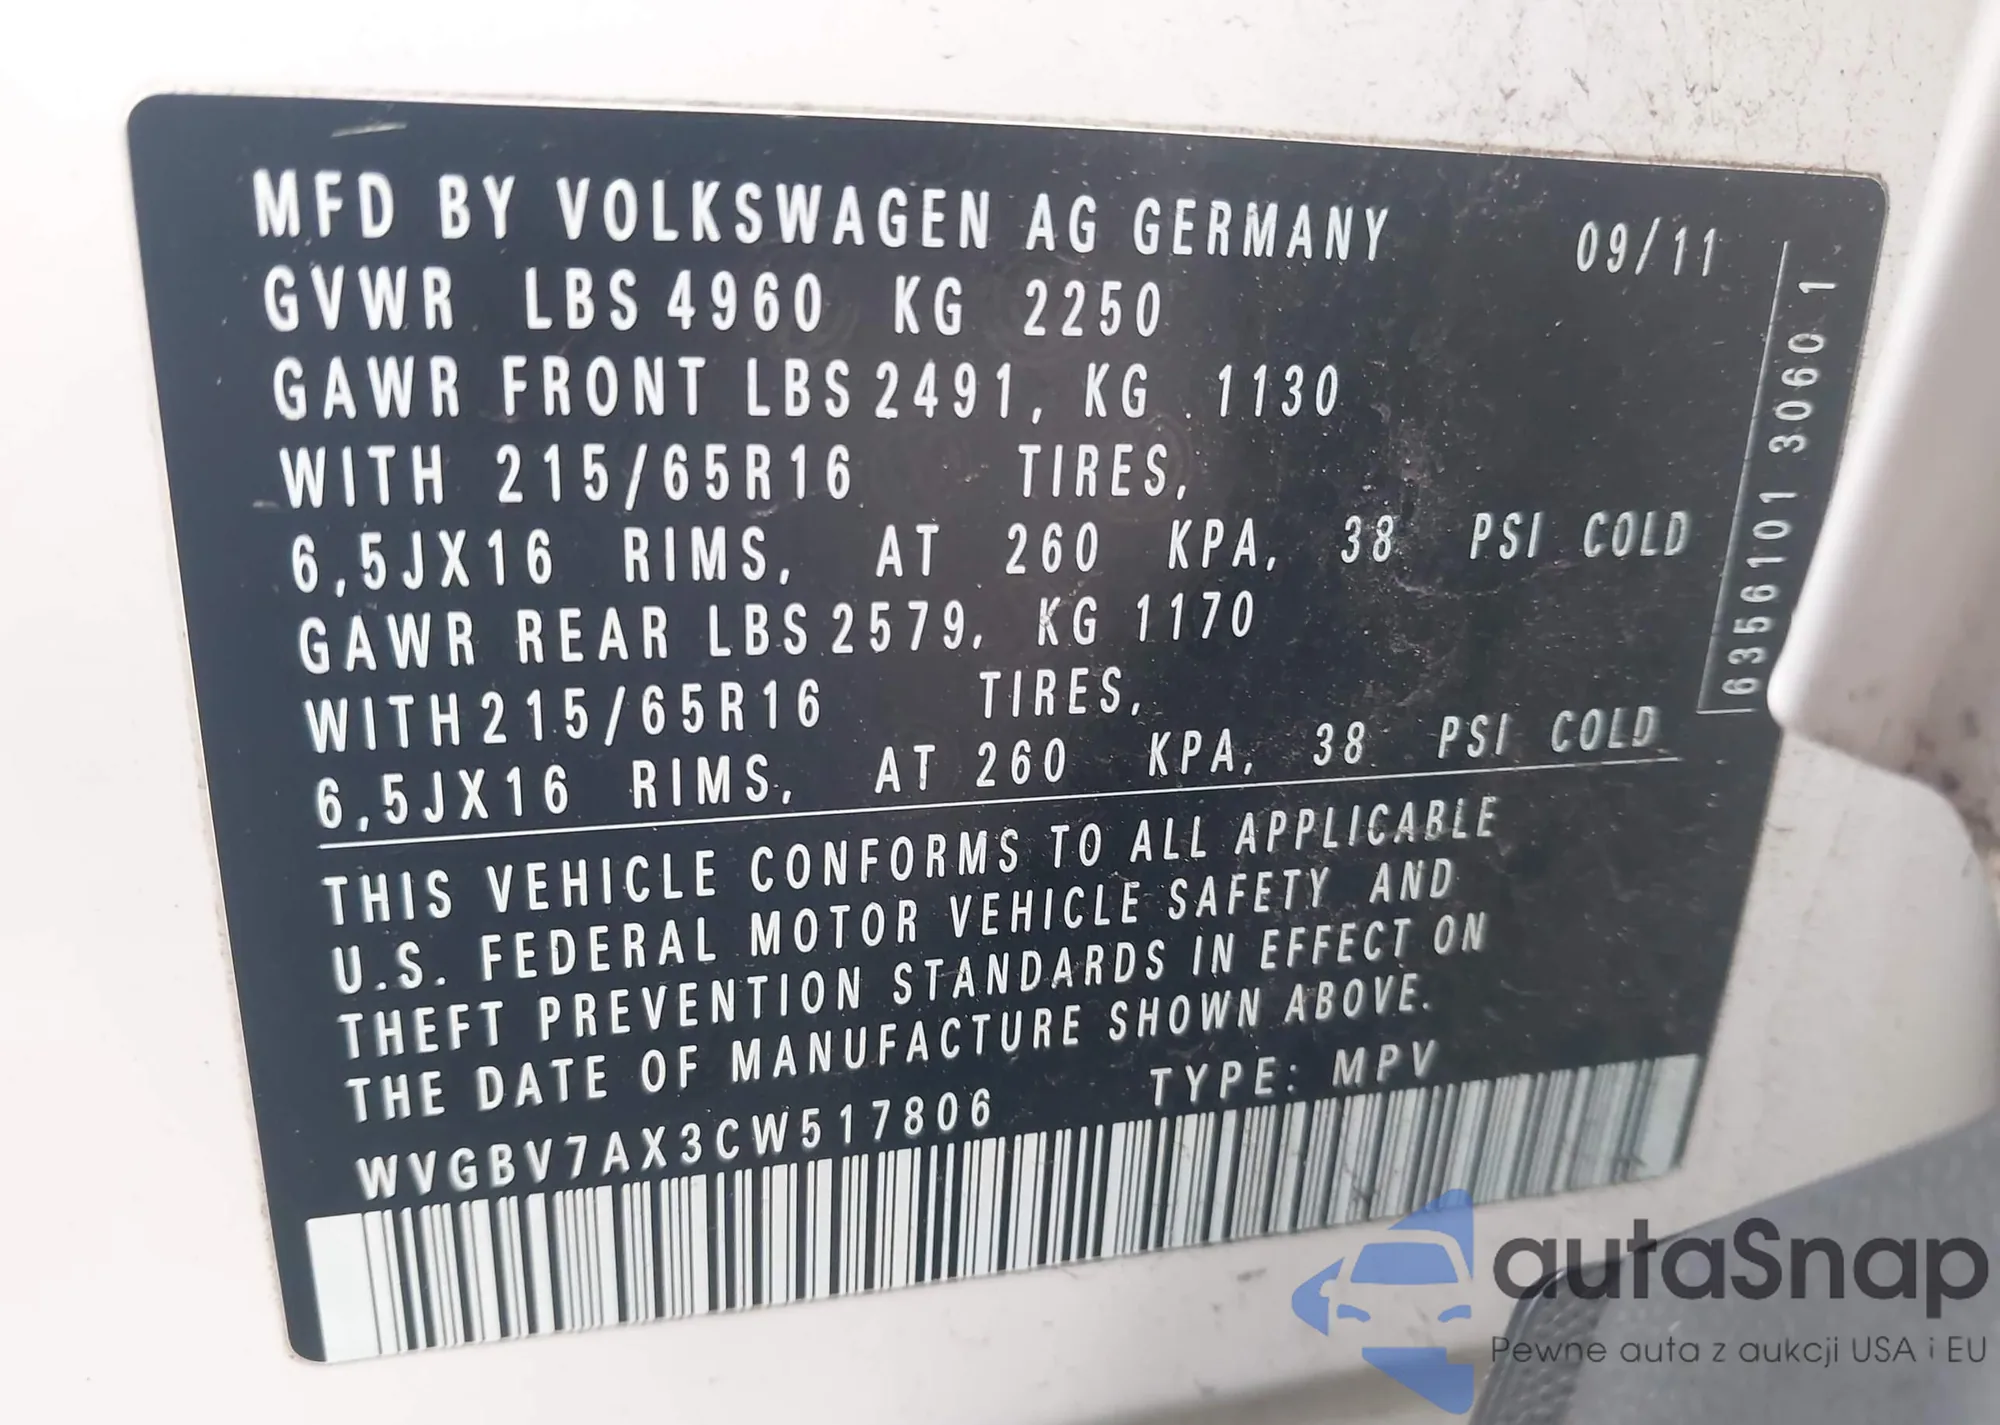 MFD BY VOLKSWAGEN AG GERMANY 09/11
GVWR LBS 4960 KG 2250
GAWR FRONT LBS 2491, KG 1130
WITH 215/65R16 TIRES,
6,5JX16 RIMS, AT 260 KPA, 38 PSI COLD
GAWR REAR LBS 2579, KG 1170
WITH 215/65R16 TIRES,
6,5JX16 RIMS, AT 260 KPA, 38 PSI COLD
THIS VEHICLE CONFORMS TO ALL APPLICABLE
U.S. FEDERAL MOTOR VEHICLE SAFETY AND
THEFT PREVENTION STANDARDS IN EFFECT ON
THE DATE OF MANUFACTURE SHOWN ABOVE.
WVGBV7AX3CW517806 TYPE: MPV
6356101 3060 1
autaSnap
Pewne auta z aukcji USA i EU